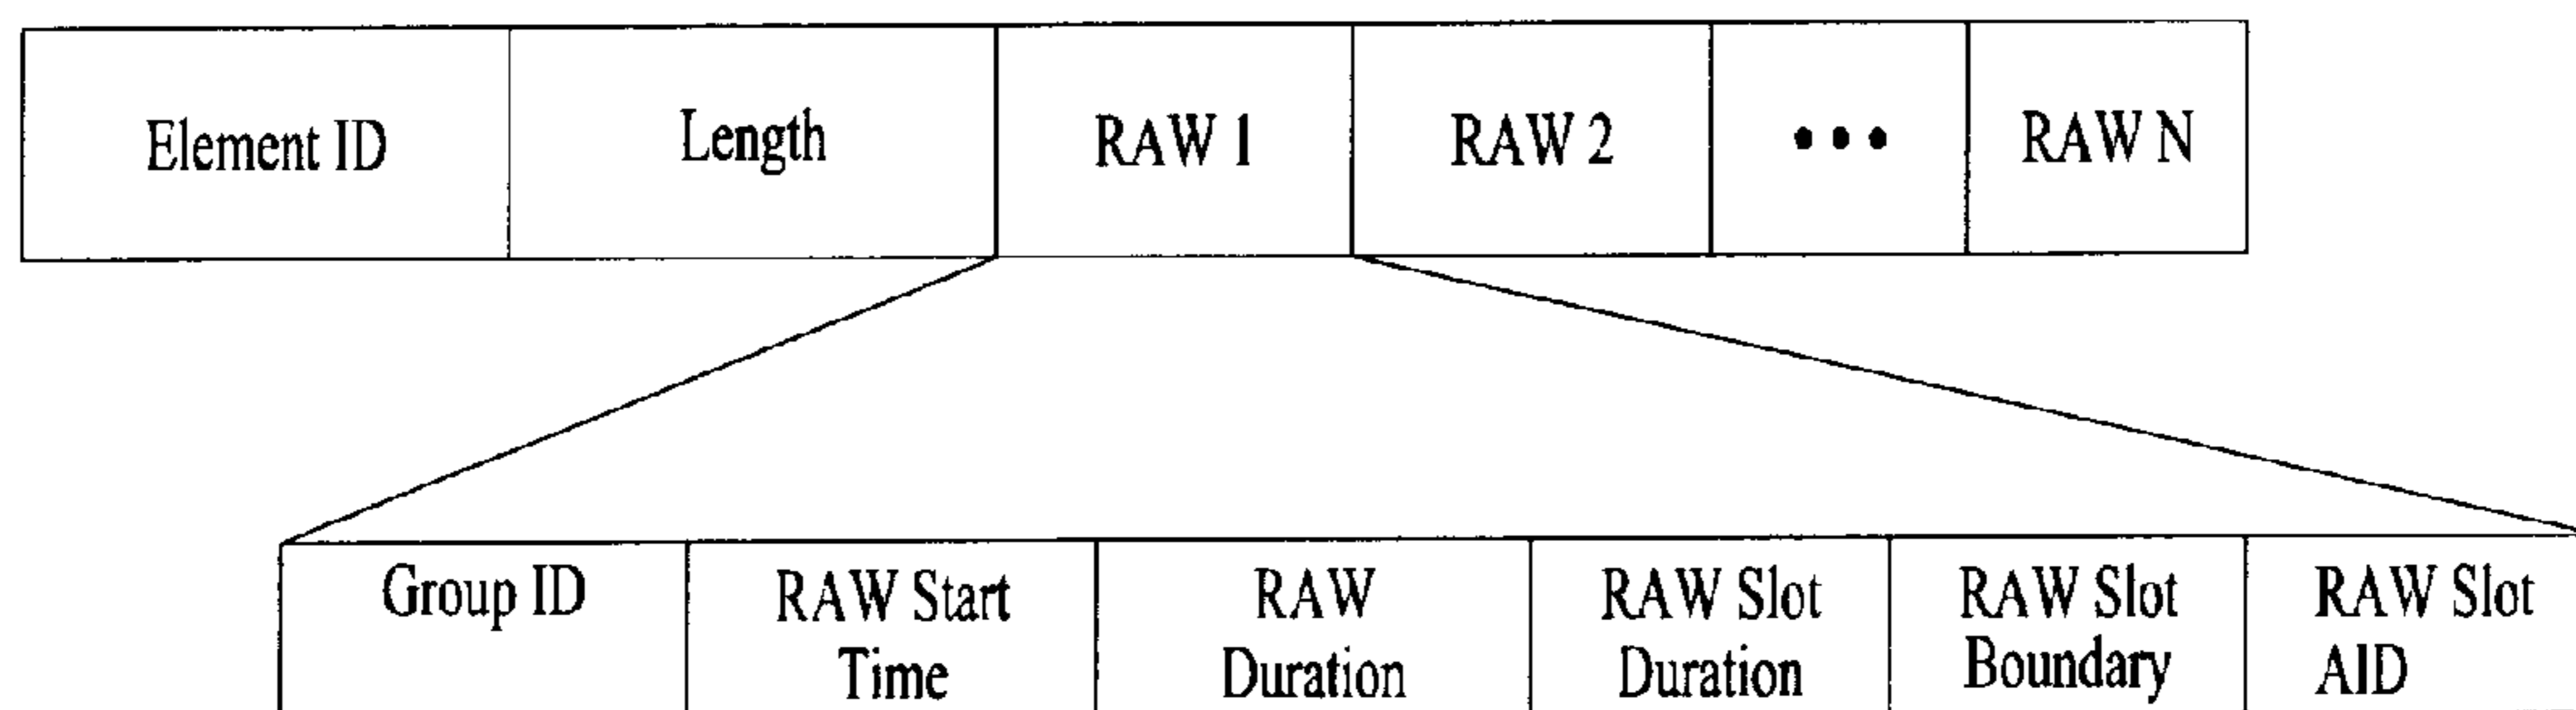 Element ID
Length
RAW 1
RAW 2
•••
RAW N
Group ID
RAW Start
Time
RAW
Duration
RAW Slot
Duration
RAW Slot
Boundary
RAW Slot
AID